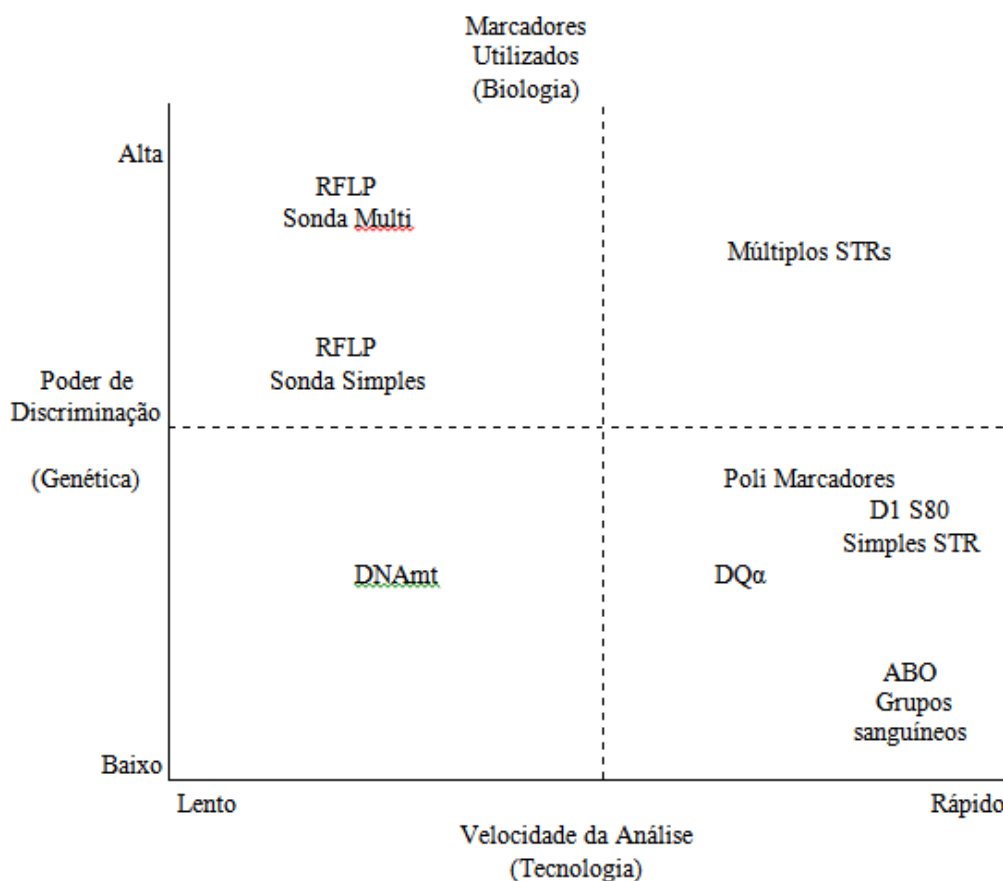 Marcadores
Utilizados
(Biologia)
Alta
RFLP
Sonda Multi
Múltiplos STRs
RFLP
Sonda Simples
Poder de
Discriminação
(Genética)
Poli Marcadores
D1 S80
Simples STR
DNAmt
DQα
ABO
Grupos
sanguíneos
Baixo
Lento
Rápido
Velocidade da Análise
(Tecnologia)